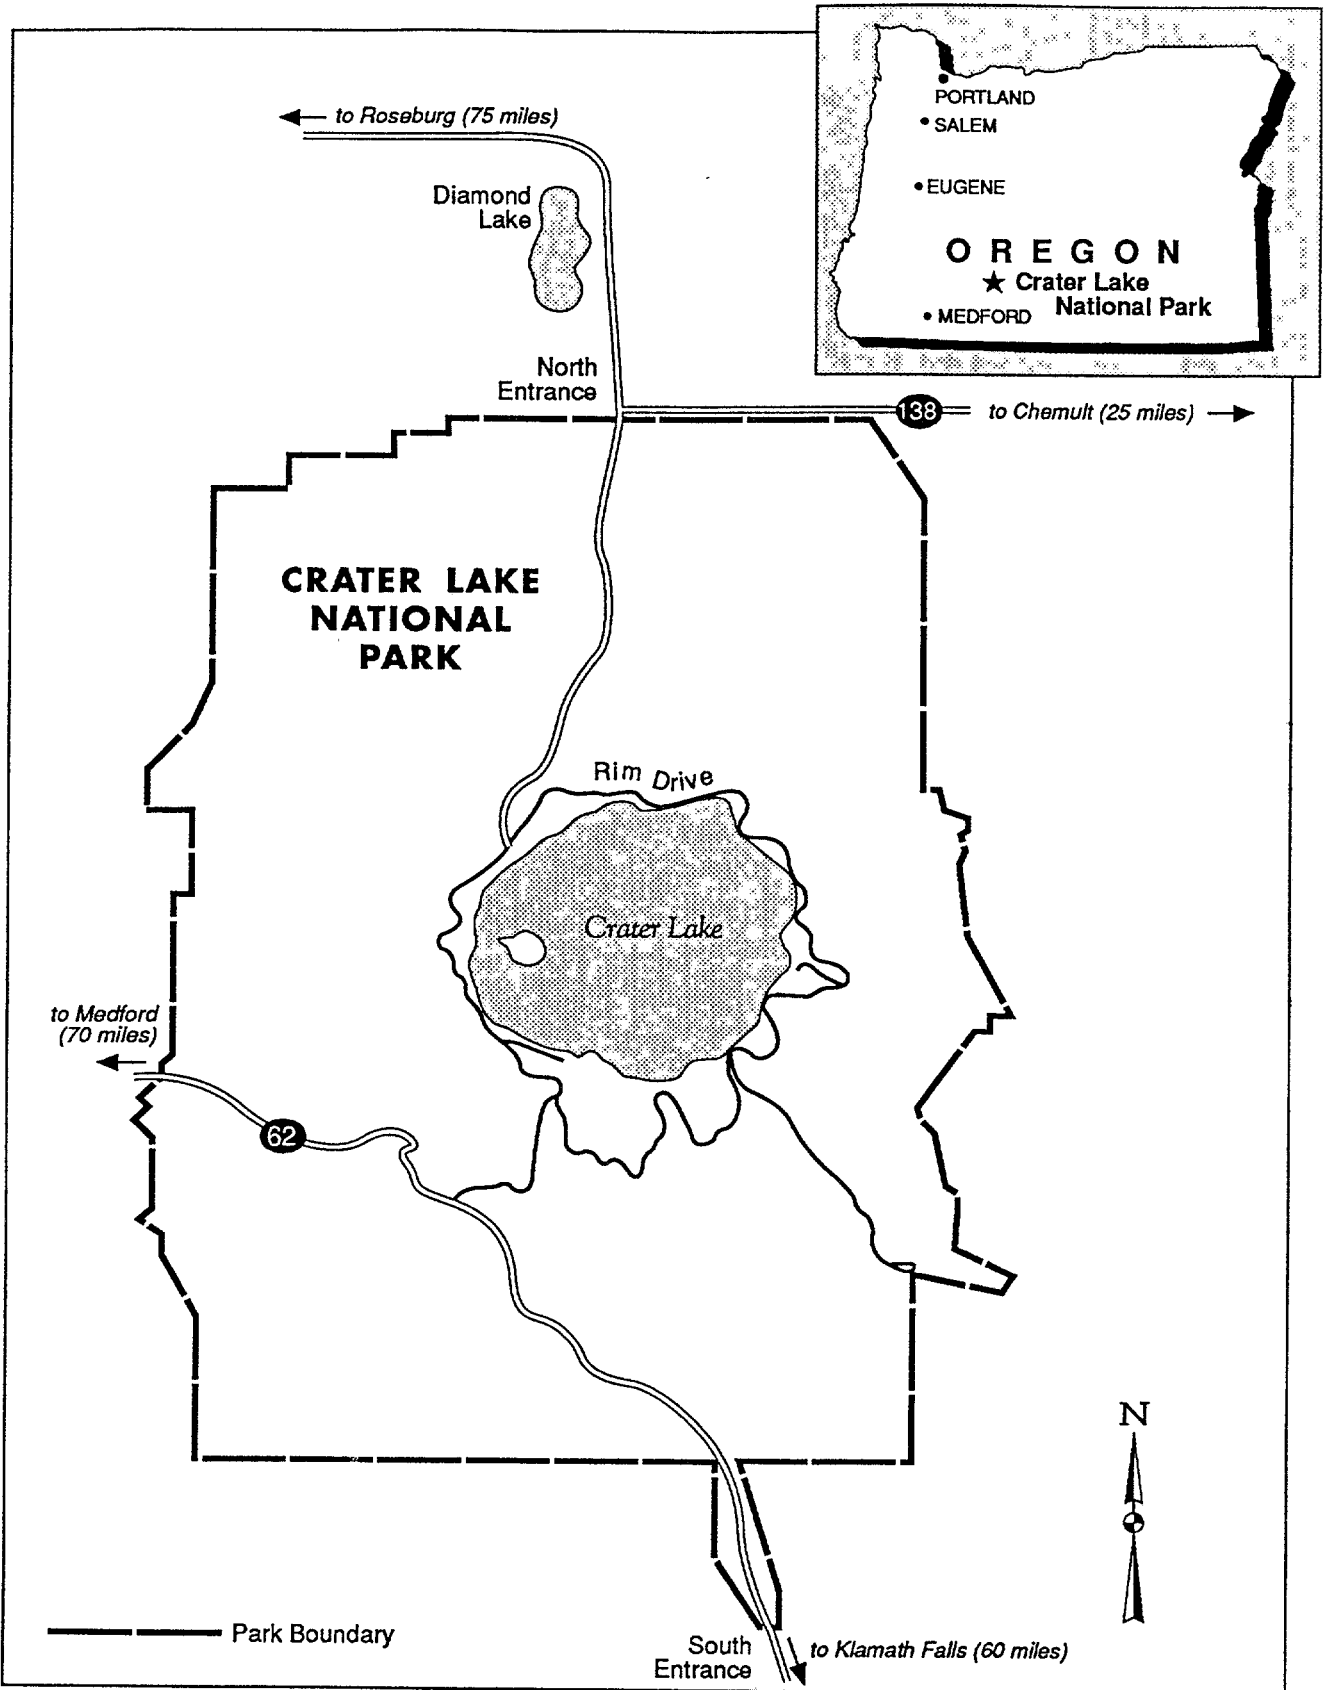 to Roseburg (75 miles)
PORTLAND
SALEM
EUGENE
OREGON
Crater Lake
National Park
MEDFORD
Diamond
Lake
North
Entrance
138
to Chemult (25 miles)
CRATER LAKE
NATIONAL
PARK
Rim Drive
Crater Lake
to Medford
(70 miles)
62
N
Park Boundary
South
Entrance
to Klamath Falls (60 miles)